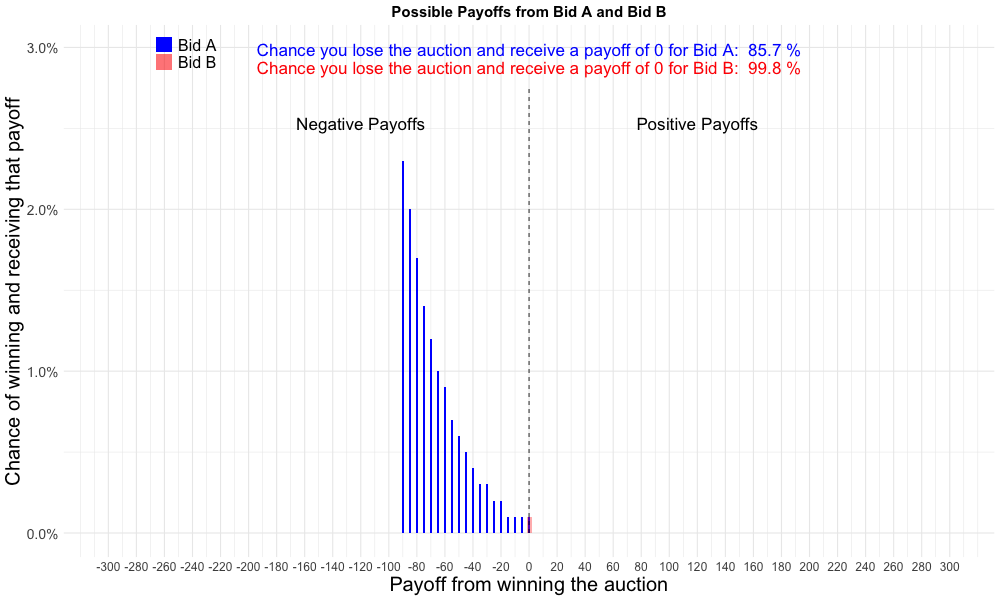 Possible Payoffs from Bid A and Bid B
Bid A
Bid B
Chance you lose the auction and receive a payoff of 0 for Bid A:  85.7 %
Chance you lose the auction and receive a payoff of 0 for Bid B:  99.8 %
Negative Payoffs
Positive Payoffs
Chance of winning and receiving that payoff
3.0%
2.0%
1.0%
0.0%
-300 -280 -260 -240 -220 -200 -180 -160 -140 -120 -100 -80 -60 -40 -20 0 20 40 60 80 100 120 140 160 180 200 220 240 260 280 300
Payoff from winning the auction